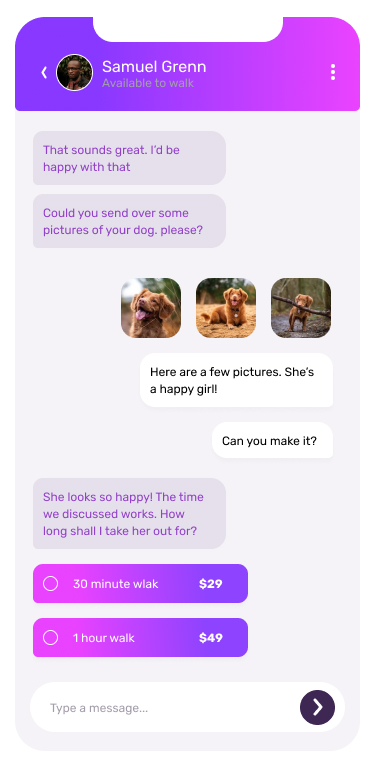 Samuel Grenn
Available to walk
That sounds great. I'd be
happy with that
Could you send over some
pictures of your dog. please?
Here are a few pictures. She's
a happy girl!
Can you make it?
She looks so happy! The time
we discussed works. How
long shall I take her out for?
30 minute wlak $29
1 hour walk $49
Type a message...